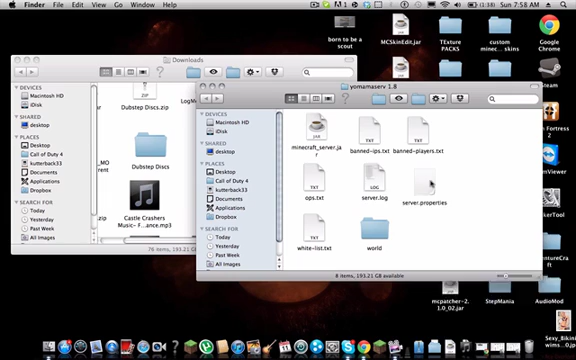 Finder File Edit View Go Window Help
(1:38) Sun 7:58 AM
born to be a scout
MCSkinEdit.jar
TExture PACKS
custom minec... skins
Google Chrome
Steam
Downloads
DEVICES
Macintosh HD
iDisk
SHARED
desktop
PLACES
Desktop
Call of Duty 4
kutterback33
Documents
Applications
Dropbox
SEARCH FOR
Today
Yesterday
Past Week
All Images
ZIP
Dubstep Discs.zip
Dubstep Discs
Castle Crashers Music- F....mp3
76 items, 193.21 GB
yomamaserv 1.8
DEVICES
Macintosh HD
iDisk
SHARED
desktop
PLACES
Desktop
Call of Duty 4
kutterback33
Documents
Applications
Dropbox
SEARCH FOR
Today
Yesterday
Past Week
All Images
JAR
TXT
TXT
minecraft_server.jar
banned-ips.txt
banned-players.txt
TXT
LOG
ops.txt
server.log
server.properties
TXT
white-list.txt
world
8 items, 193.21 GB available
mcpatcher-2.1.0_02.jar
StepMania
AudioMod